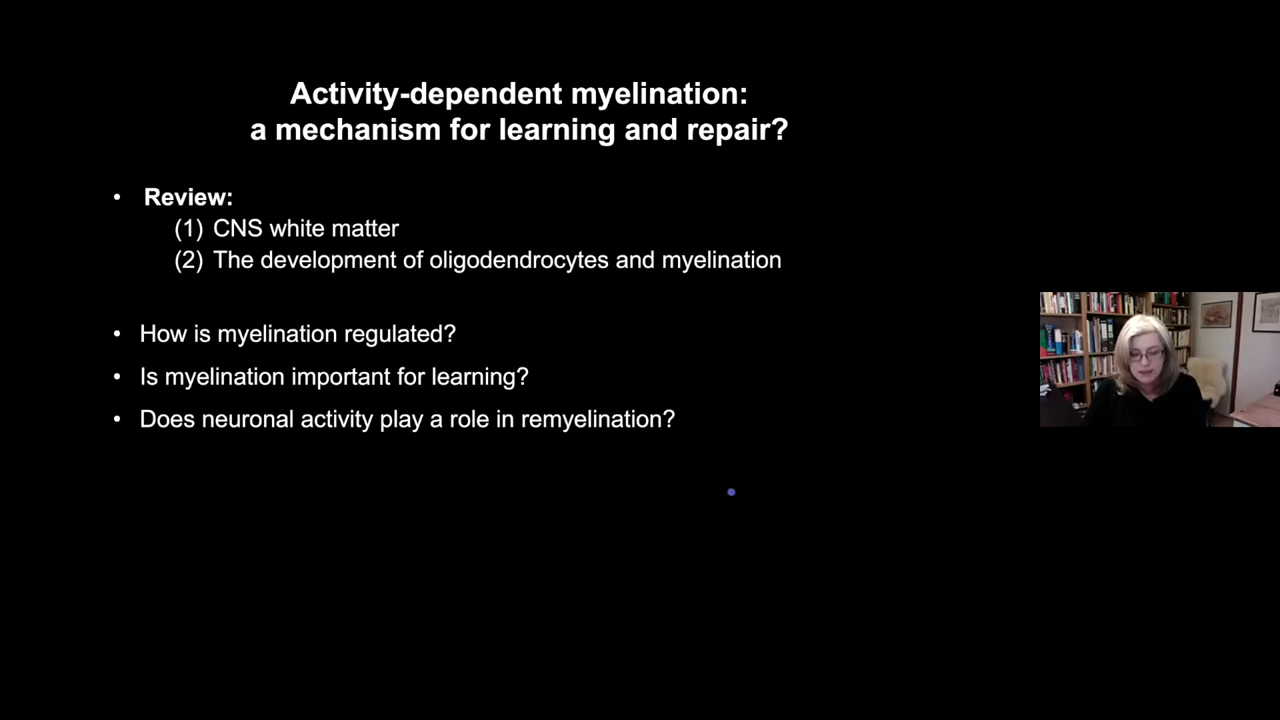 Activity-dependent myelination:
a mechanism for learning and repair?
• Review:
(1) CNS white matter
(2) The development of oligodendrocytes and myelination
• How is myelination regulated?
• Is myelination important for learning?
• Does neuronal activity play a role in remyelination?